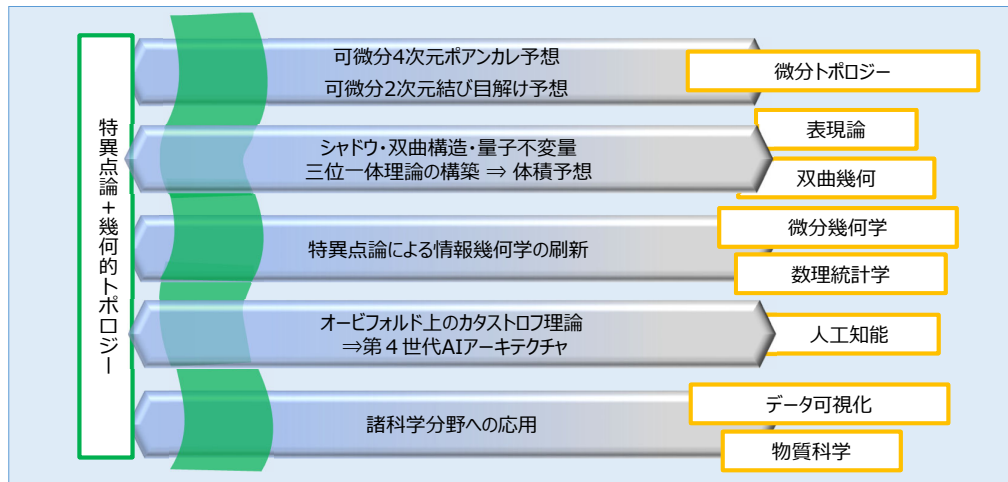 特異点論+幾何的トポロジー
可微分4次元ポアンカレ予想
可微分2次元結び目解け予想
微分トポロジー
シャドウ・双曲構造・量子不変量
三位一体理論の構築 ⇒ 体積予想
表現論
双曲幾何
特異点論による情報幾何学の刷新
微分幾何学
数理統計学
オービフォルド上のカタストロフ理論
⇒第４世代AIアーキテクチャ
人工知能
諸科学分野への応用
データ可視化
物質科学